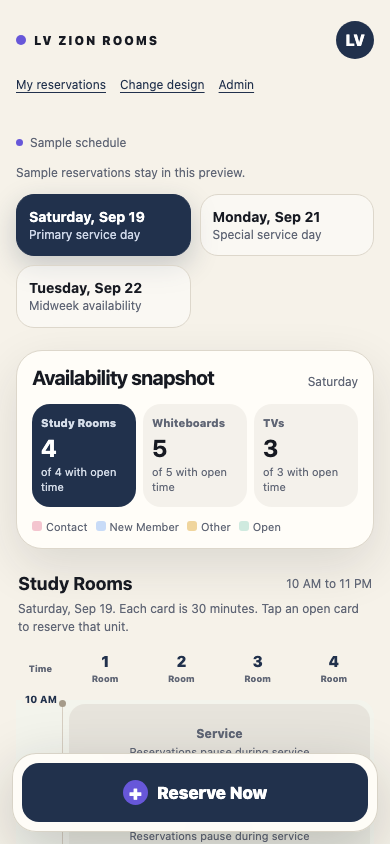 LV ZION ROOMS
LV
My reservations Change design Admin
Sample schedule
Sample reservations stay in this preview.
Saturday, Sep 19
Primary service day
Monday, Sep 21
Special service day
Tuesday, Sep 22
Midweek availability
Availability snapshot
Saturday
Study Rooms
4
of 4 with open
time
Whiteboards
5
of 5 with open
time
TVs
3
of 3 with open
time
Contact New Member Other Open
Study Rooms
10 AM to 11 PM
Saturday, Sep 19. Each card is 30 minutes. Tap an open card
to reserve that unit.
Time
1
Room
2
Room
3
Room
4
Room
10 AM
Service
Reservations pause during service
Reserve Now
Reservations pause during service